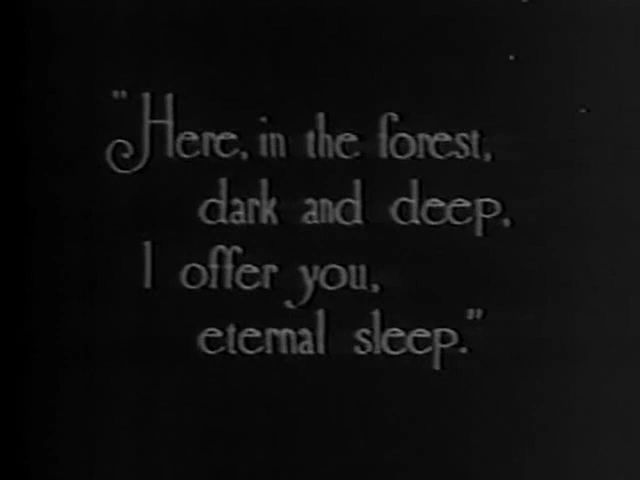 "Here, in the forest,
dark and deep,
I offer you,
eternal sleep."